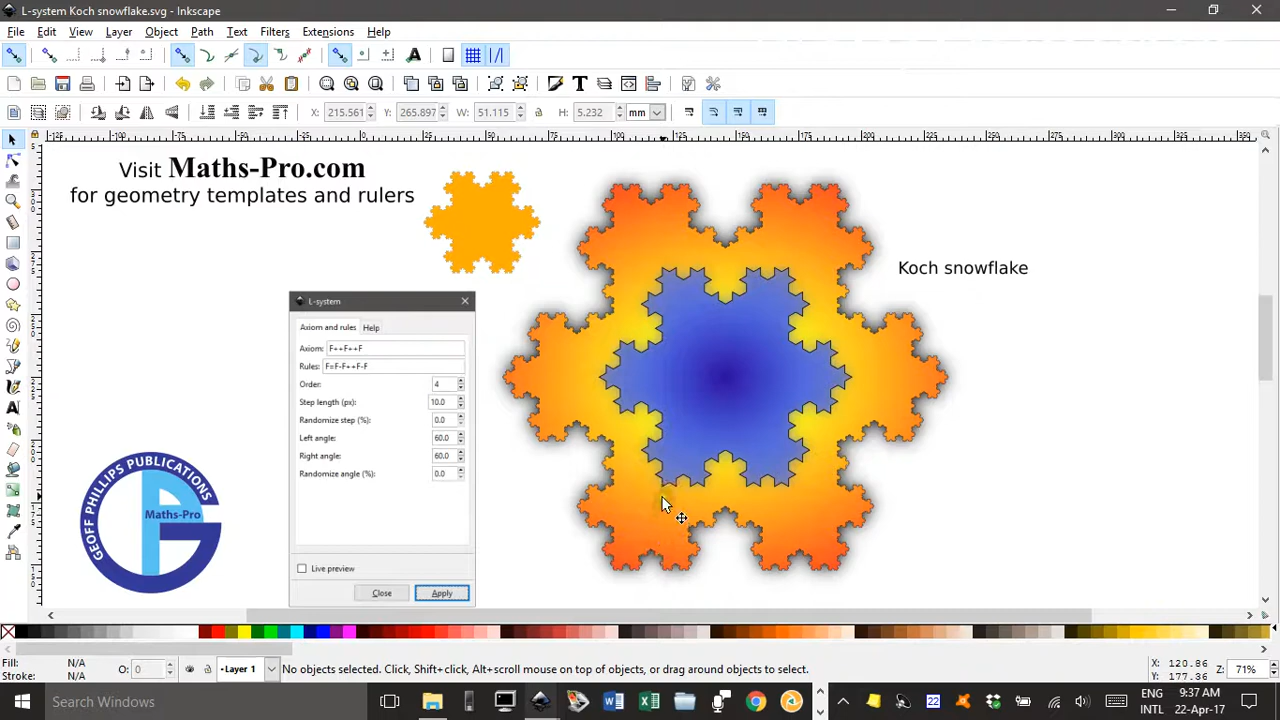 L-system Koch snowflake.svg - Inkscape
File Edit View Layer Object Path Text Filters Extensions Help
X: 215.561 Y: 265.897 W: 51.115 H: 5.232 mm
Visit Maths-Pro.com
for geometry templates and rulers
Koch snowflake
L-system
Axiom and rules Help
Axiom: F++F++F
Rules: F=F-F++F-F
Order: 4
Step length (px): 10.0
Randomize step (%): 0.0
Left angle: 60.0
Right angle: 60.0
Randomize angle (%): 0.0
Live preview
Close Apply
GEOFF PHILLIPS PUBLICATIONS
Maths-Pro
Fill: N/A O: 0 Layer 1 No objects selected. Click, Shift+click, Alt+scroll mouse on top of objects, or drag around objects to select. X: 120.86 Z: 71%
Stroke: N/A Y: 177.36
Search Windows
22
ENG 9:37 AM
INTL 22-Apr-17